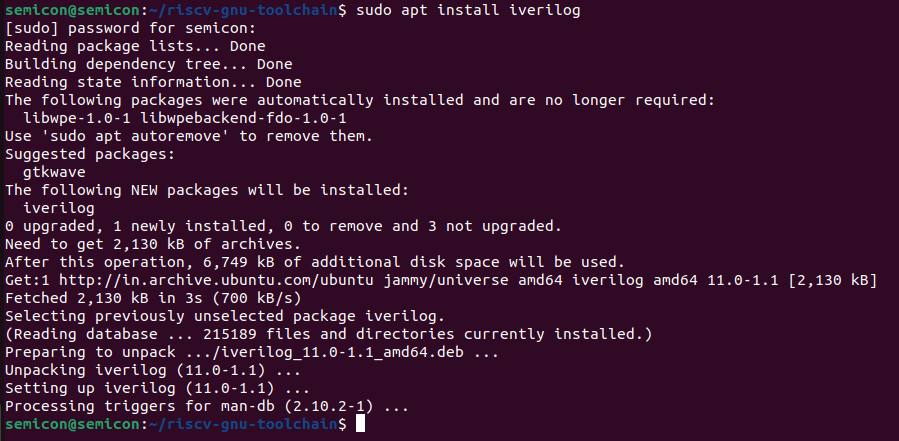 semicon@semicon:~/riscv-gnu-toolchain$ sudo apt install iverilog
[sudo] password for semicon:
Reading package lists... Done
Building dependency tree... Done
Reading state information... Done
The following packages were automatically installed and are no longer required:
  libwpe-1.0-1 libwpebackend-fdo-1.0-1
Use 'sudo apt autoremove' to remove them.
Suggested packages:
  gtkwave
The following NEW packages will be installed:
  iverilog
0 upgraded, 1 newly installed, 0 to remove and 3 not upgraded.
Need to get 2,130 kB of archives.
After this operation, 6,749 kB of additional disk space will be used.
Get:1 http://in.archive.ubuntu.com/ubuntu jammy/universe amd64 iverilog amd64 11.0-1.1 [2,130 kB]
Fetched 2,130 kB in 3s (700 kB/s)
Selecting previously unselected package iverilog.
(Reading database ... 215189 files and directories currently installed.)
Preparing to unpack .../iverilog_11.0-1.1_amd64.deb ...
Unpacking iverilog (11.0-1.1) ...
Setting up iverilog (11.0-1.1) ...
Processing triggers for man-db (2.10.2-1) ...
semicon@semicon:~/riscv-gnu-toolchain$